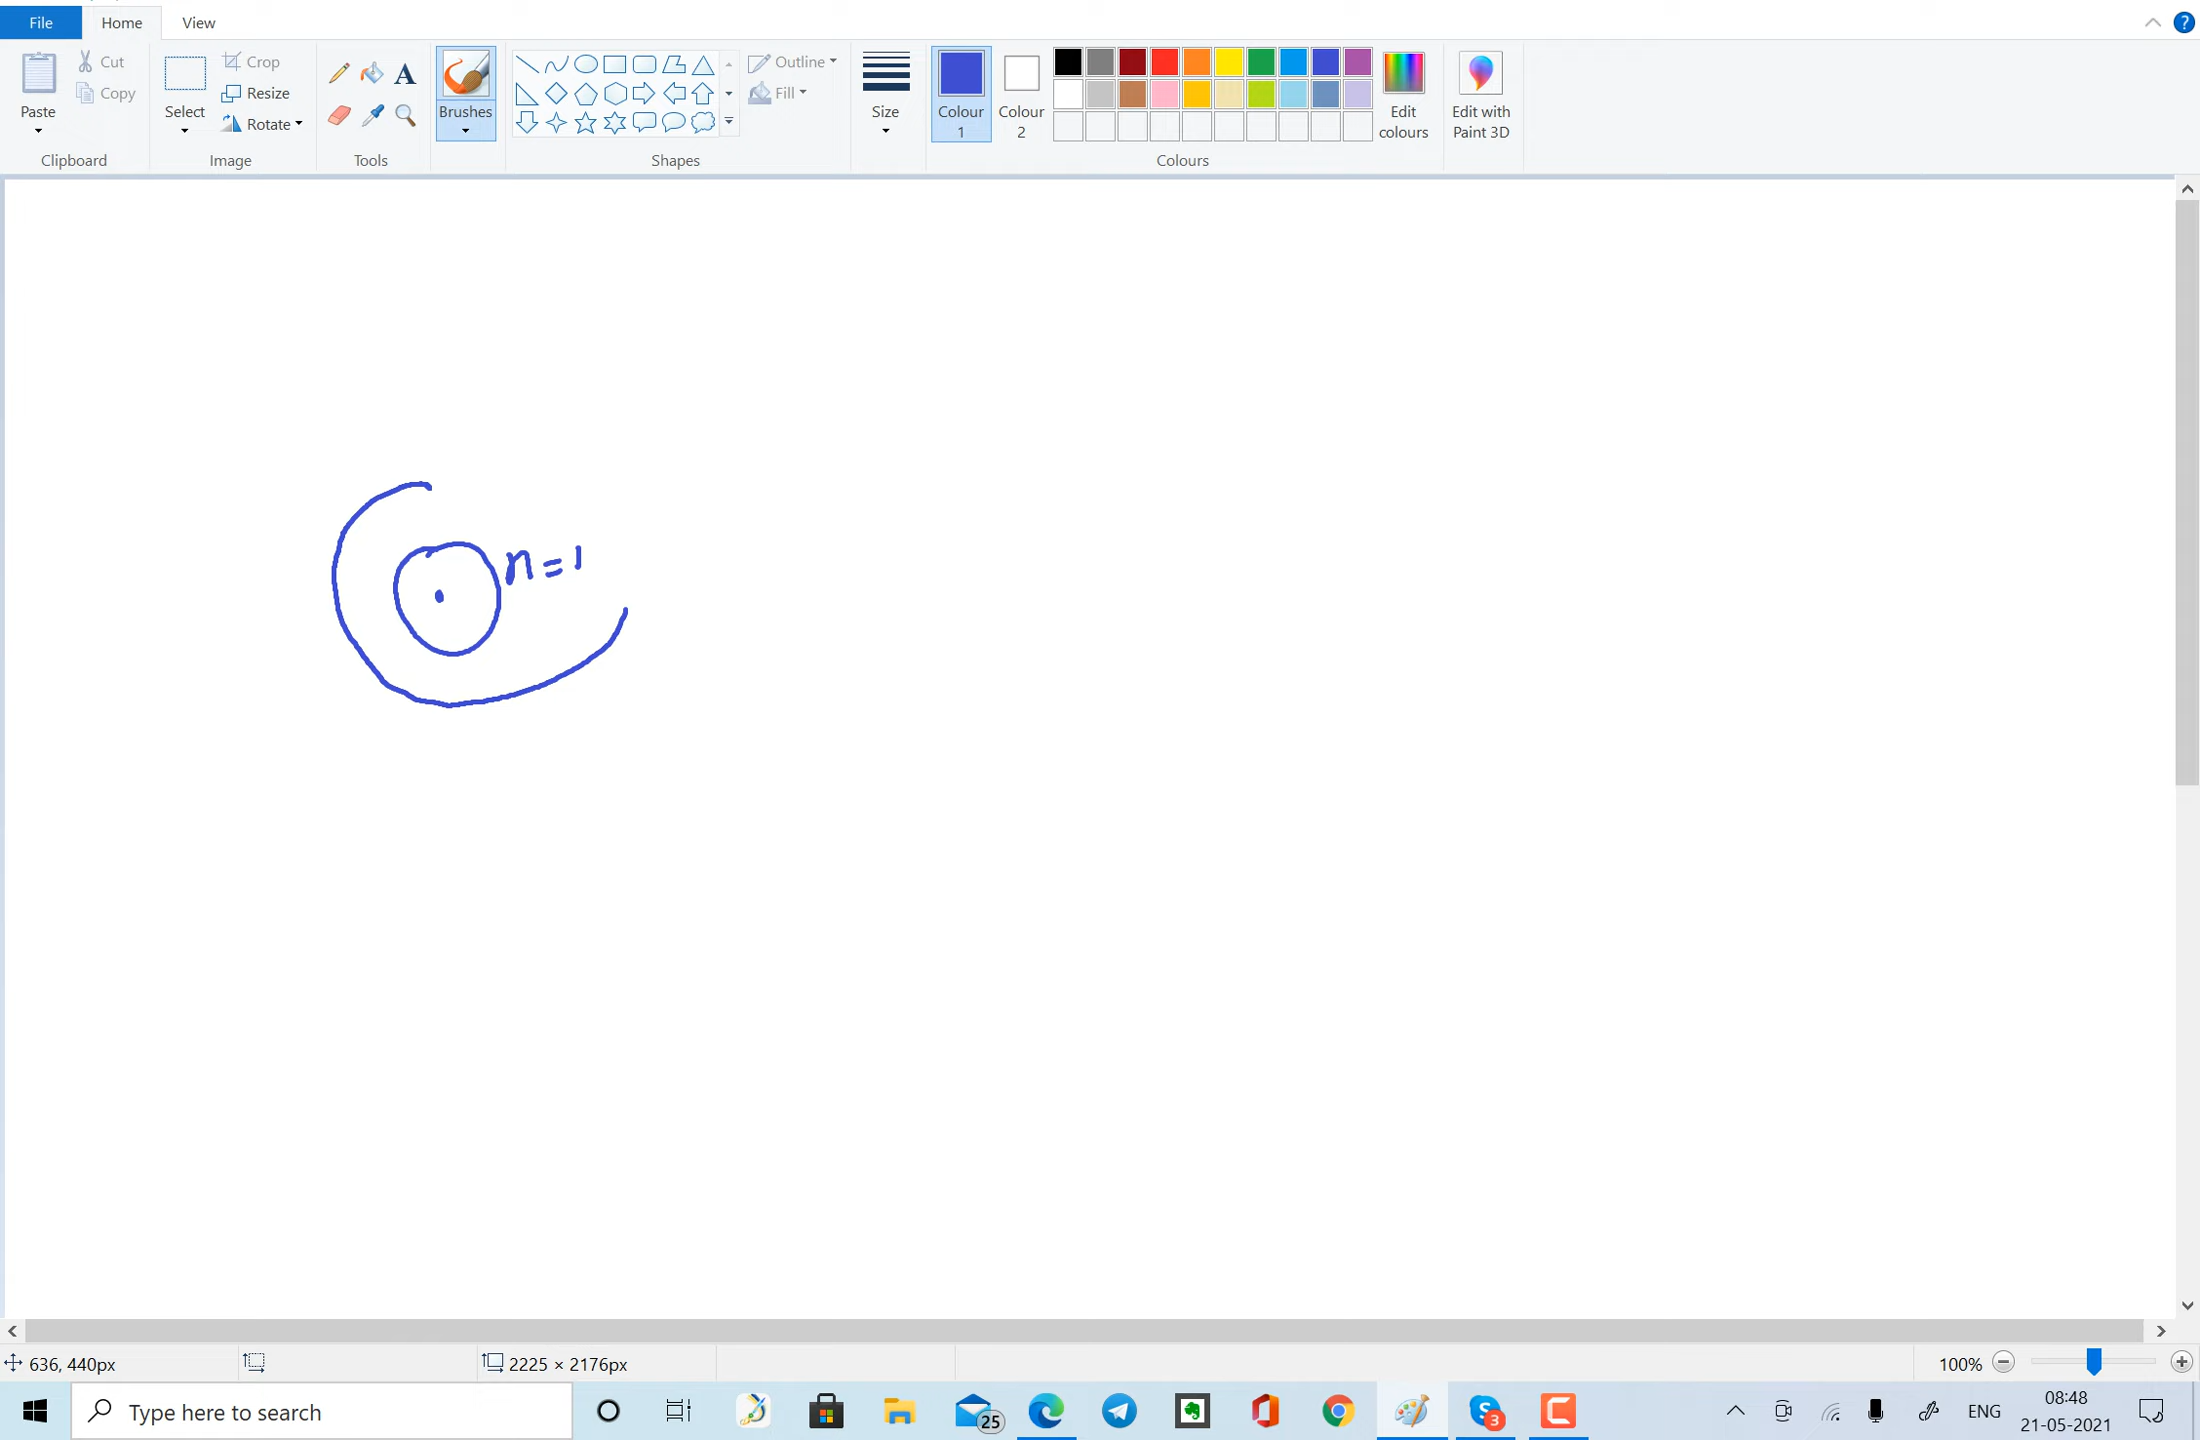 File Home View
Paste
Cut
Copy
Clipboard
Select
Crop
Resize
Rotate
Image
A
Tools
Brushes
Shapes
Outline
Fill
Size
Colour 1
Colour 2
Colours
Edit colours
Edit with Paint 3D
?
n=1
636, 440px
2225 × 2176px
100%
Type here to search
25
S
3
C
ENG
08:48
21-05-2021